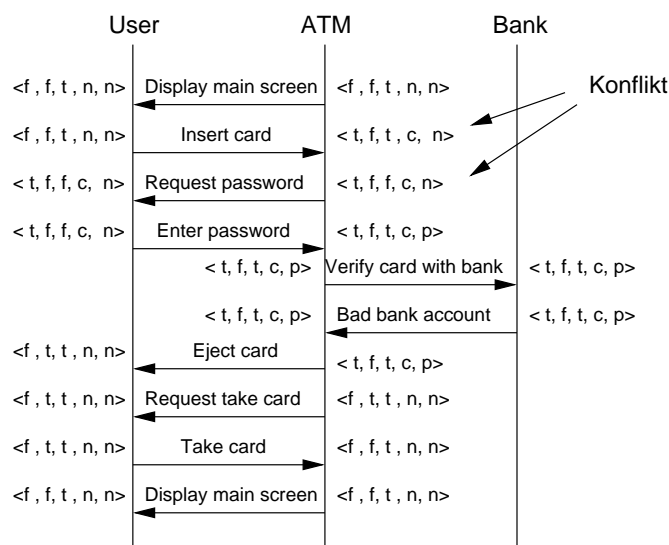 User ATM Bank
<f , f, t , n, n> Display main screen <f , f, t , n, n> Konflikt
<f , f, t , n, n> Insert card < t, f, t , c, n>
< t, f, f, c, n> Request password < t, f, f, c, n>
< t, f, f, c, n> Enter password < t, f, t, c, p>
< t, f, t, c, p> Verify card with bank < t, f, t, c, p>
< t, f, t, c, p> Bad bank account < t, f, t, c, p>
<f , t, t , n, n> Eject card < t, f, t, c, p>
<f , t, t , n, n> Request take card <f , t, t , n, n>
<f , t, t , n, n> Take card <f , f, t , n, n>
<f , f, t , n, n> Display main screen <f , f, t , n, n>